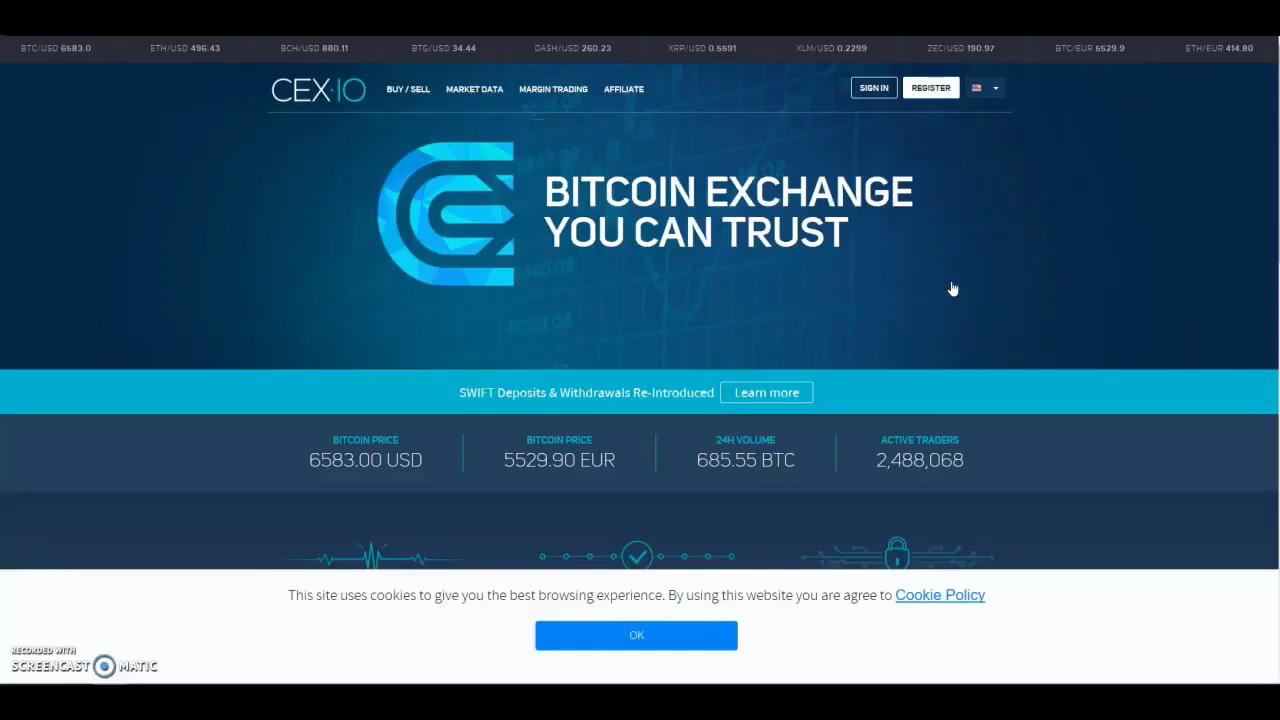 BTC/USD 6583.0 ETH/USD 496.43 BCH/USD 880.11 BTG/USD 34.44 DASH/USD 260.23 XRP/USD 0.5591 XLM/USD 0.2299 ZEC/USD 190.97 BTC/EUR 5529.9 ETH/EUR 414.80
CEX.IO BUY / SELL MARKET DATA MARGIN TRADING AFFILIATE SIGN IN REGISTER
BITCOIN EXCHANGE
YOU CAN TRUST
SWIFT Deposits & Withdrawals Re-Introduced Learn more
BITCOIN PRICE BITCOIN PRICE 24H VOLUME ACTIVE TRADERS
6583.00 USD 5529.90 EUR 685.55 BTC 2,488,068
This site uses cookies to give you the best browsing experience. By using this website you are agree to Cookie Policy
OK
RECORDED WITH
SCREENCAST MATIC